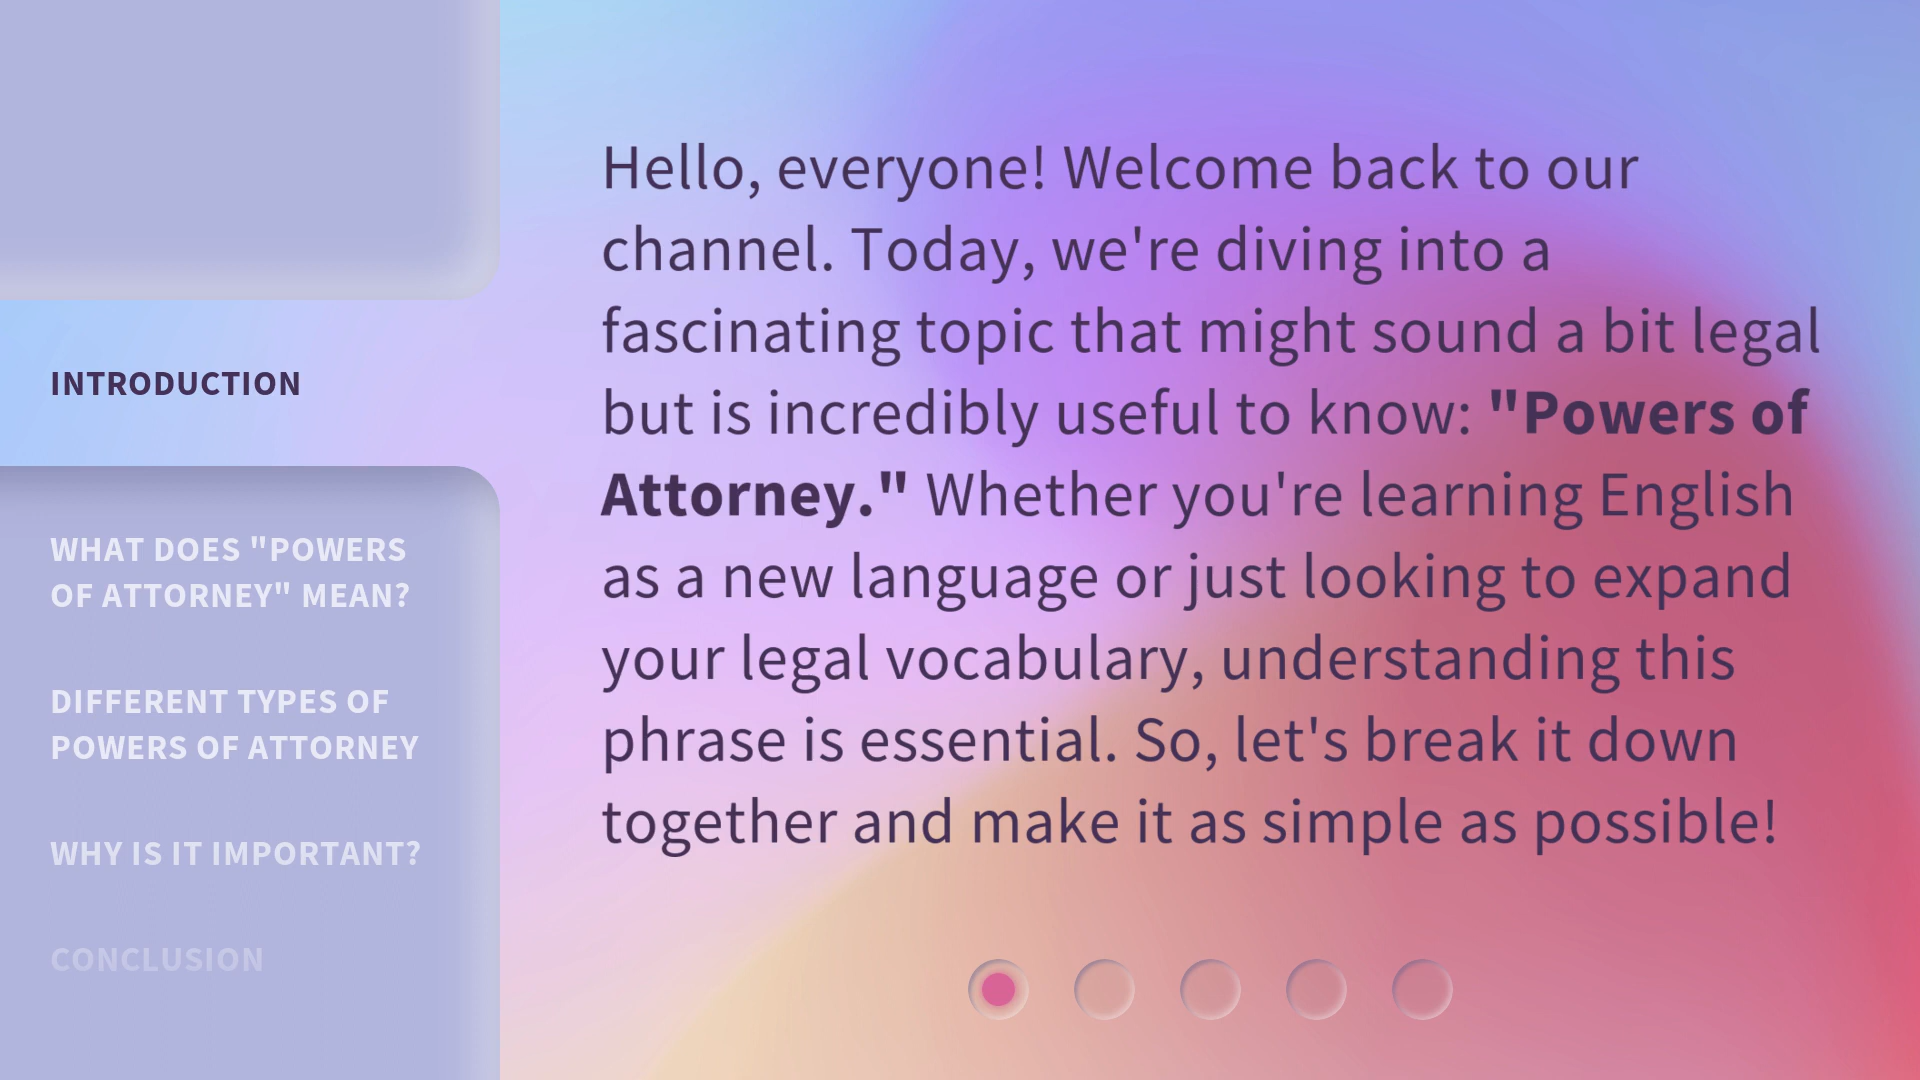 INTRODUCTION
WHAT DOES "POWERS
OF ATTORNEY" MEAN?
DIFFERENT TYPES OF
POWERS OF ATTORNEY
WHY IS IT IMPORTANT?
CONCLUSION
Hello, everyone! Welcome back to our
channel. Today, we're diving into a
fascinating topic that might sound a bit legal
but is incredibly useful to know: "Powers of
Attorney." Whether you're learning English
as a new language or just looking to expand
your legal vocabulary, understanding this
phrase is essential. So, let's break it down
together and make it as simple as possible!